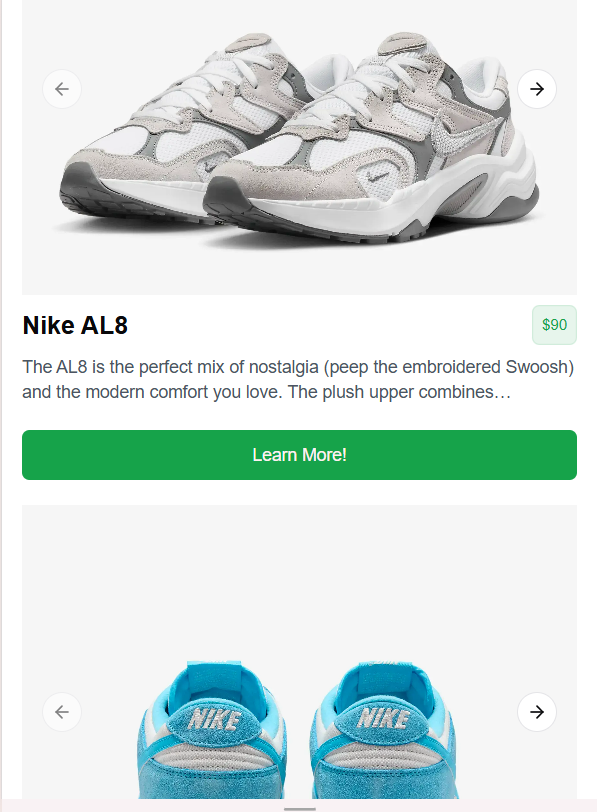 Nike AL8
$90
The AL8 is the perfect mix of nostalgia (peep the embroidered Swoosh)
and the modern comfort you love. The plush upper combines…
Learn More!
NIKE NIKE